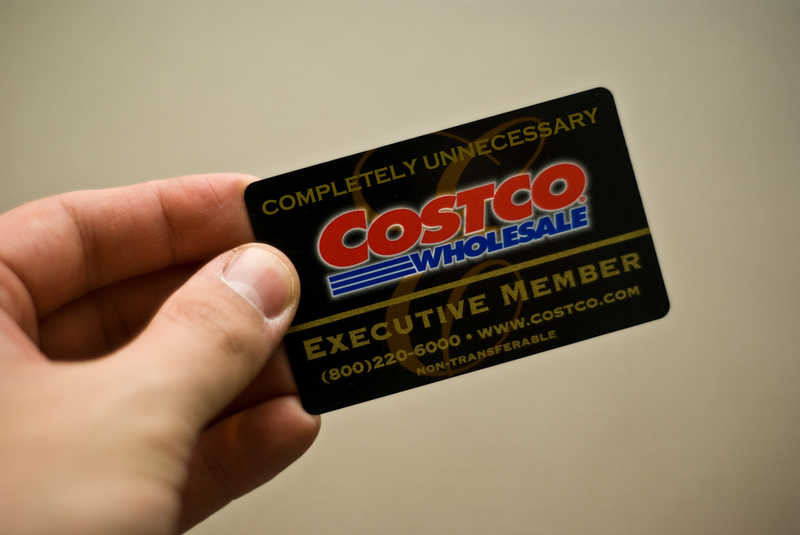 COMPLETELY UNNECESSARY
COSTCO®
WHOLESALE
EXECUTIVE MEMBER
(800)220-6000 • WWW.COSTCO.COM
NON-TRANSFERABLE